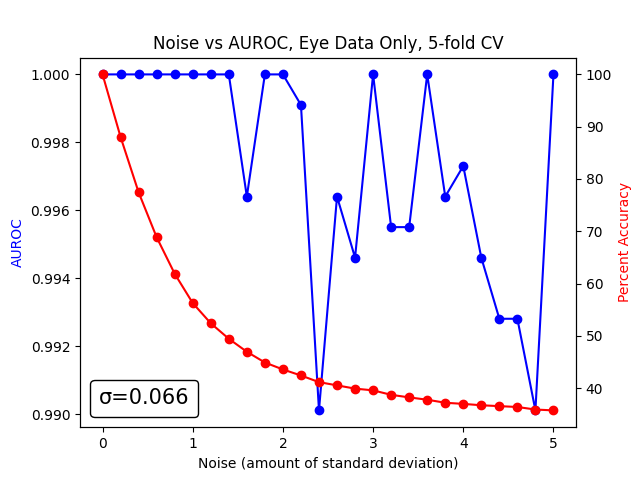 Noise vs AUROC, Eye Data Only, 5-fold CV
1.000
0.998
0.996
0.994
0.992
0.990
AUROC
100
90
80
70
60
50
40
Percent Accuracy
σ=0.066
0 1 2 3 4 5
Noise (amount of standard deviation)